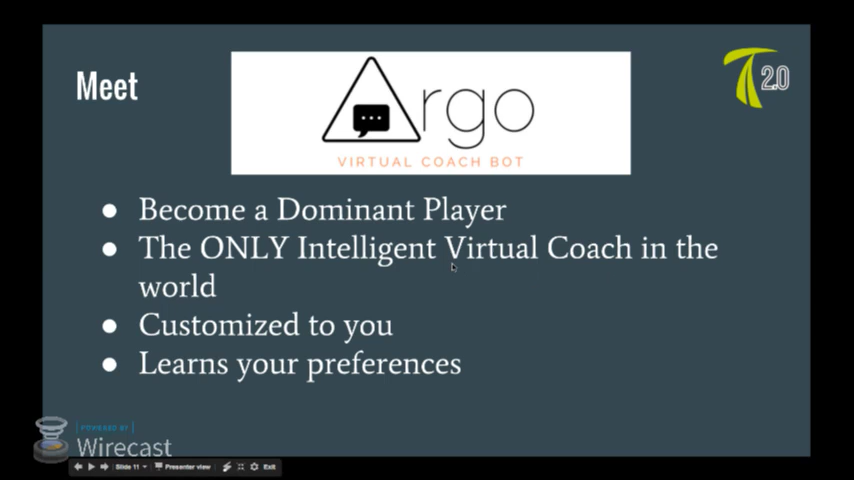 Meet
Argo
VIRTUAL COACH BOT
2.0
Become a Dominant Player
The ONLY Intelligent Virtual Coach in the
world
Customized to you
Learns your preferences
POWERED BY
Wirecast
Slide 11
Presenter view
Exit